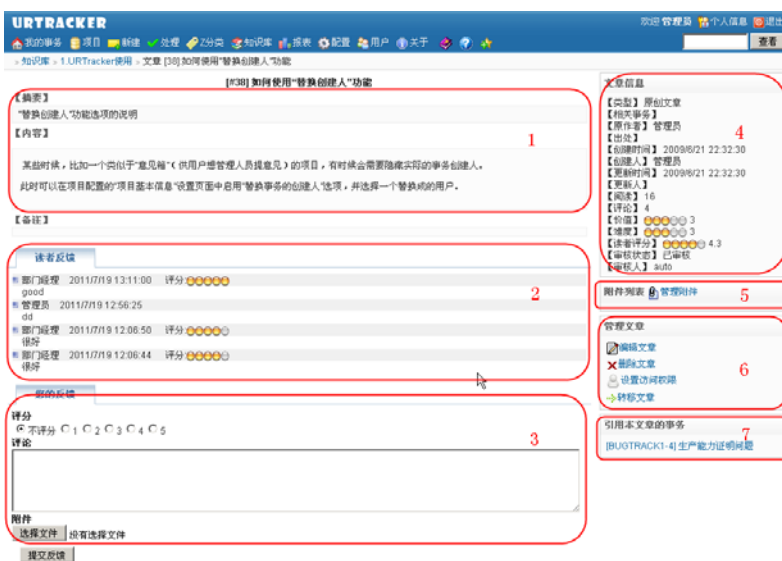 URTRACKER
欢迎 管理员 个人信息 退出
我的事务 项目 新建 处理 Z分类 知识库 报表 配置 用户 关于
查看
» 知识库 » 1.URTracker使用 » 文章 [38] 如何使用“替换创建人”功能
[#38] 如何使用“替换创建人”功能
【摘要】
“替换创建人”功能选项的说明
【内容】
1
某些时候，比如一个类似于“意见箱”（供用户想管理人员提意见）的项目，有时候会需要隐藏实际的事务创建人。
此时可以在项目配置的“项目基本信息”设置页面中启用“替换事务的创建人”选项，并选择一个替换成的用户。
【备注】
读者反馈
部门经理 2011/7/19 13:11:00 评分:
good
2
管理员 2011/7/19 12:56:25
dd
部门经理 2011/7/19 12:06:50 评分:
很好
部门经理 2011/7/19 12:06:44 评分:
很好
您的反馈
评分
不评分 1 2 3 4 5
3
评论
附件
选择文件 没有选择文件
提交反馈
文章信息
【类型】 原创文章
【相关事务】
【原作者】 管理员
【出处】
4
【创建时间】 2009/6/21 22:32:30
【创建人】 管理员
【更新时间】 2009/6/21 22:32:30
【更新人】
【阅读】 16
【评论】 4
【价值】 3
【难度】 3
【读者评分】 4.3
【审核状态】 已审核
【审核人】 auto
附件列表 管理附件
5
管理文章
编辑文章
删除文章
6
设置访问权限
转移文章
引用本文章的事务
7
[BUGTRACK1-4] 生产能力证明问题